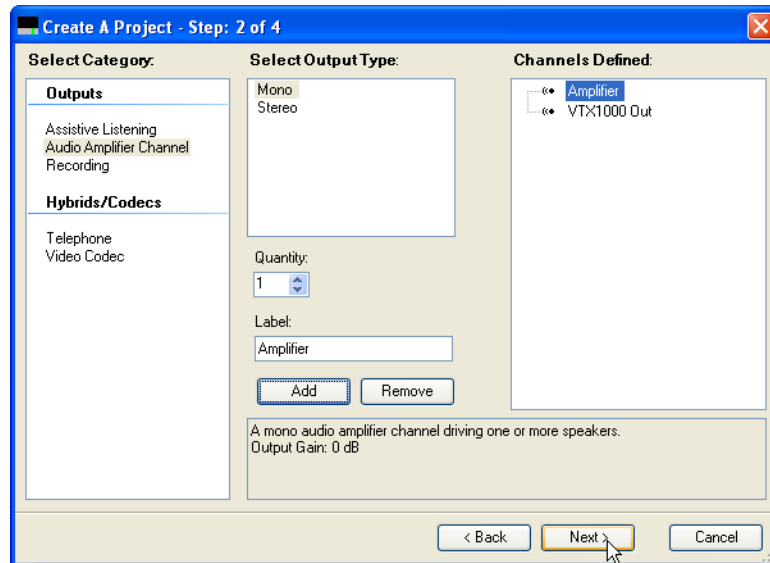 Create A Project - Step: 2 of 4
Select Category:
Outputs
Assistive Listening
Audio Amplifier Channel
Recording
Hybrids/Codecs
Telephone
Video Codec
Select Output Type:
Mono
Stereo
Quantity:
1
Label:
Amplifier
Add
Remove
Channels Defined:
Amplifier
VTX1000 Out
A mono audio amplifier channel driving one or more speakers.
Output Gain: 0 dB
< Back
Next >
Cancel